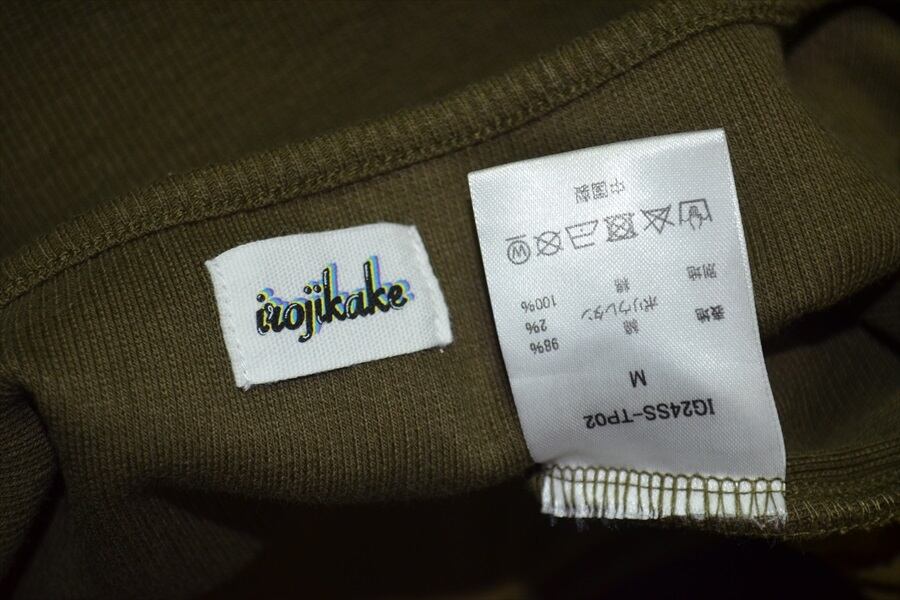 irojikake
IG24SS-TP02
M
表地 綿 98%
ポリウレタン 2%
別地 綿 100%
W
中国製